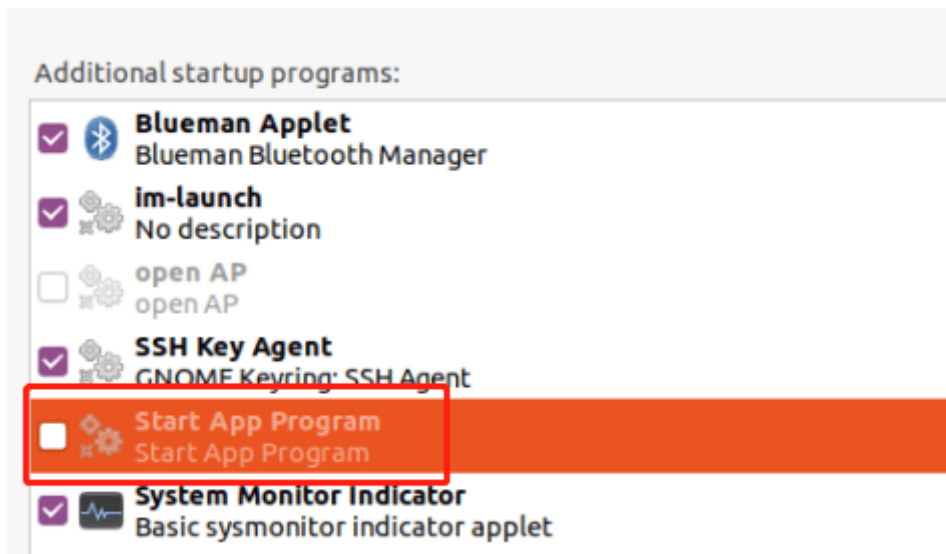 Additional startup programs:
Blueman Applet
Blueman Bluetooth Manager
im-launch
No description
open AP
open AP
SSH Key Agent
GNOME Keyring: SSH Agent
Start App Program
Start App Program
System Monitor Indicator
Basic sysmonitor indicator applet